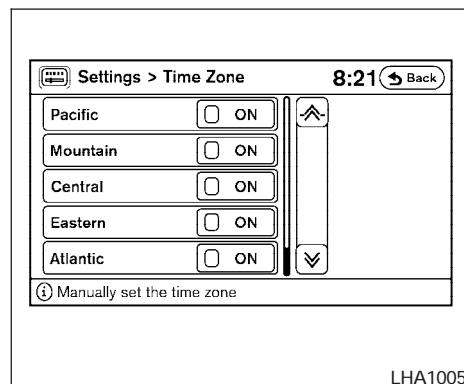 Settings > Time Zone 8:21 Back
Pacific ON
Mountain ON
Central ON
Eastern ON
Atlantic ON
i Manually set the time zone
LHA1005